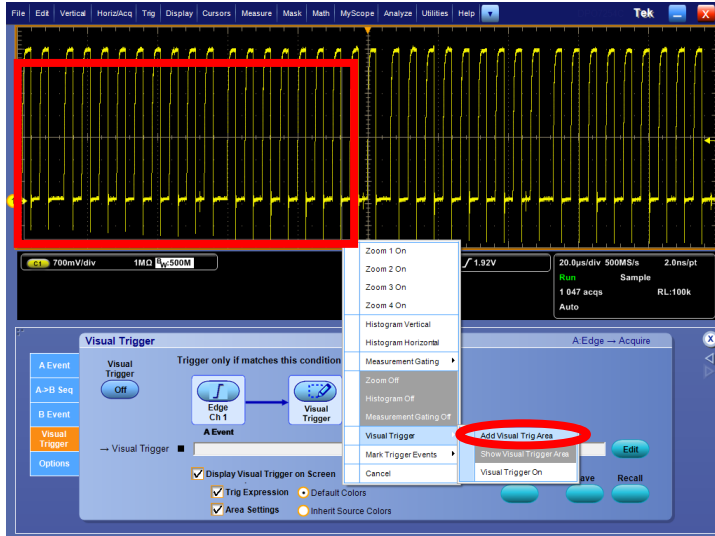 File Edit Vertical Horiz/Acq Trig Display Cursors Measure Mask Math MyScope Analyze Utilities Help Tek X
C1 700mV/div 1MΩ BW:500M
1.92V
20.0µs/div 500MS/s 2.0ns/pt
Run Sample
1 047 acqs RL:100k
Auto
Zoom 1 On
Zoom 2 On
Zoom 3 On
Zoom 4 On
Histogram Vertical
Histogram Horizontal
Measurement Gating
Zoom Off
Histogram Off
Measurement Gating Off
Visual Trigger
Mark Trigger Events
Cancel
Add Visual Trig Area
Show Visual Trigger Area
Visual Trigger On
Visual Trigger
A:Edge → Acquire
X
A Event
A->B Seq
B Event
Visual
Trigger
Options
Visual
Trigger
Off
Trigger only if matches this condition
Edge
Ch 1
A Event
Visual
Trigger
→ Visual Trigger
Edit
Display Visual Trigger on Screen
Trig Expression
Default Colors
Area Settings
Inherit Source Colors
Recall